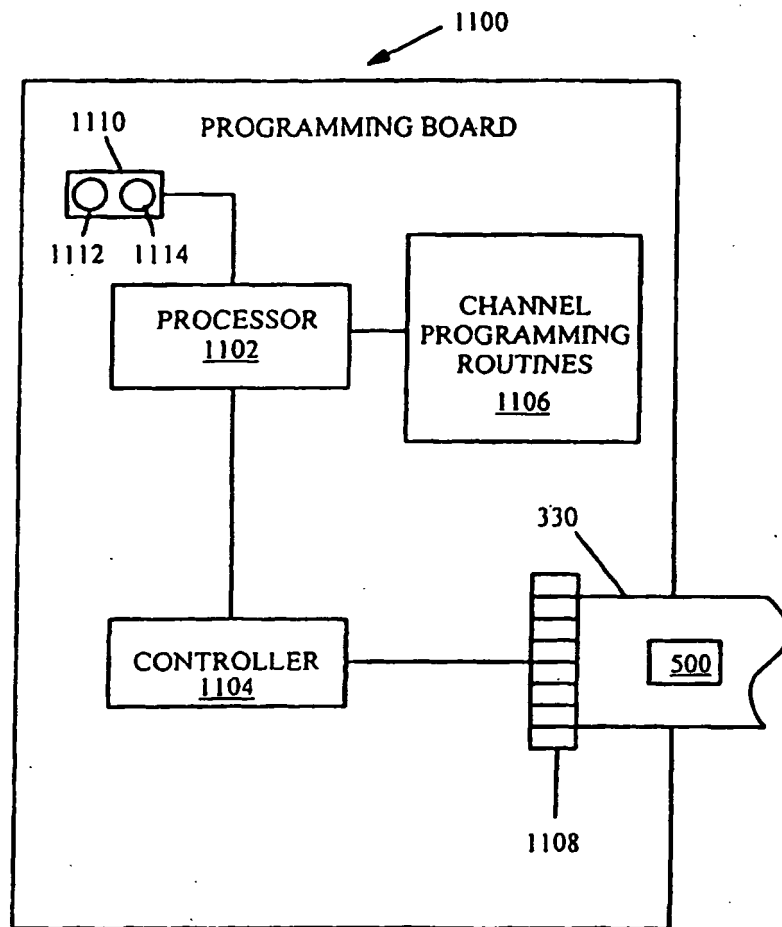 1100
PROGRAMMING BOARD
1110
1112
1114
PROCESSOR
1102
CHANNEL
PROGRAMMING
ROUTINES
1106
330
500
CONTROLLER
1104
1108